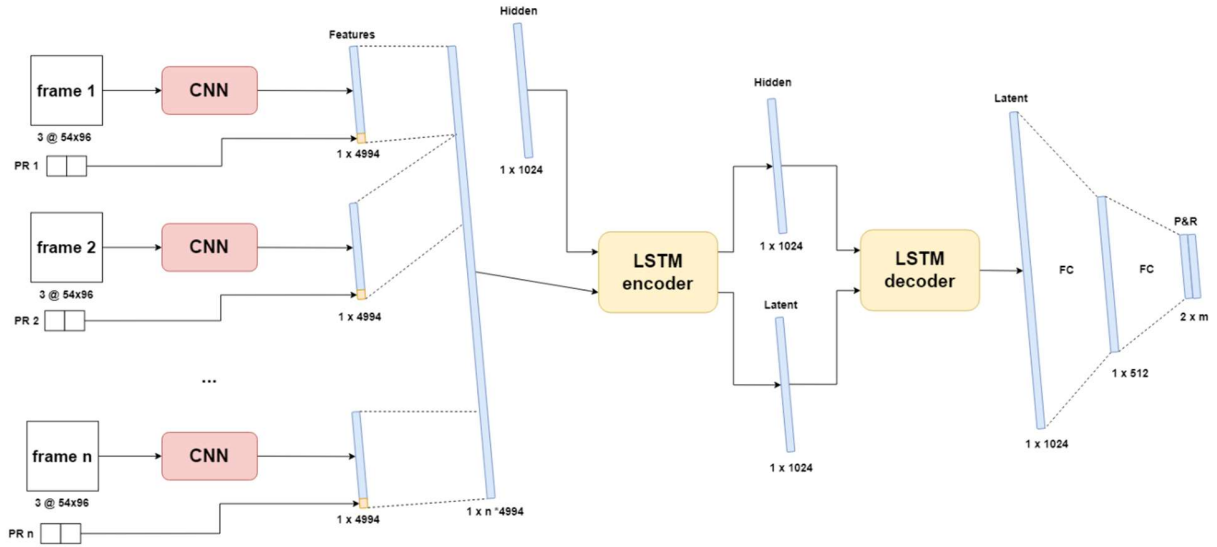 Hidden
Features
frame 1
CNN
3 @ 54x96
PR 1
1 x 4994
1 x 1024
frame 2
CNN
3 @ 54x96
PR 2
1 x 4994
...
frame n
CNN
3 @ 54x96
PR n
1 x 4994
1 x n *4994
LSTM
encoder
Hidden
1 x 1024
Latent
1 x 1024
LSTM
decoder
Latent
1 x 1024
FC
1 x 512
FC
P&R
2 x m